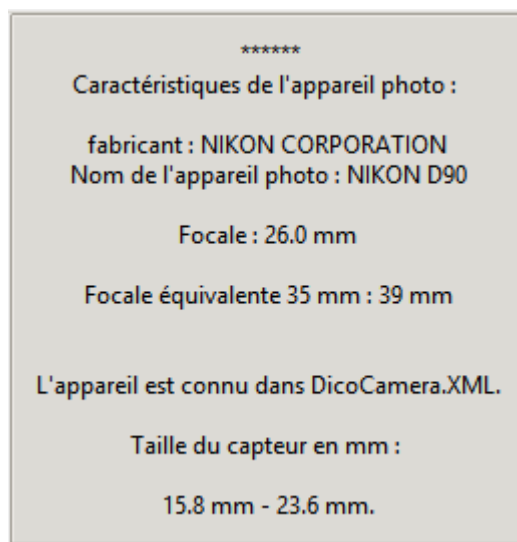 ******
Caractéristiques de l'appareil photo :
fabricant : NIKON CORPORATION
Nom de l'appareil photo : NIKON D90
Focale : 26.0 mm
Focale équivalente 35 mm : 39 mm
L'appareil est connu dans DicoCamera.XML.
Taille du capteur en mm :
15.8 mm - 23.6 mm.